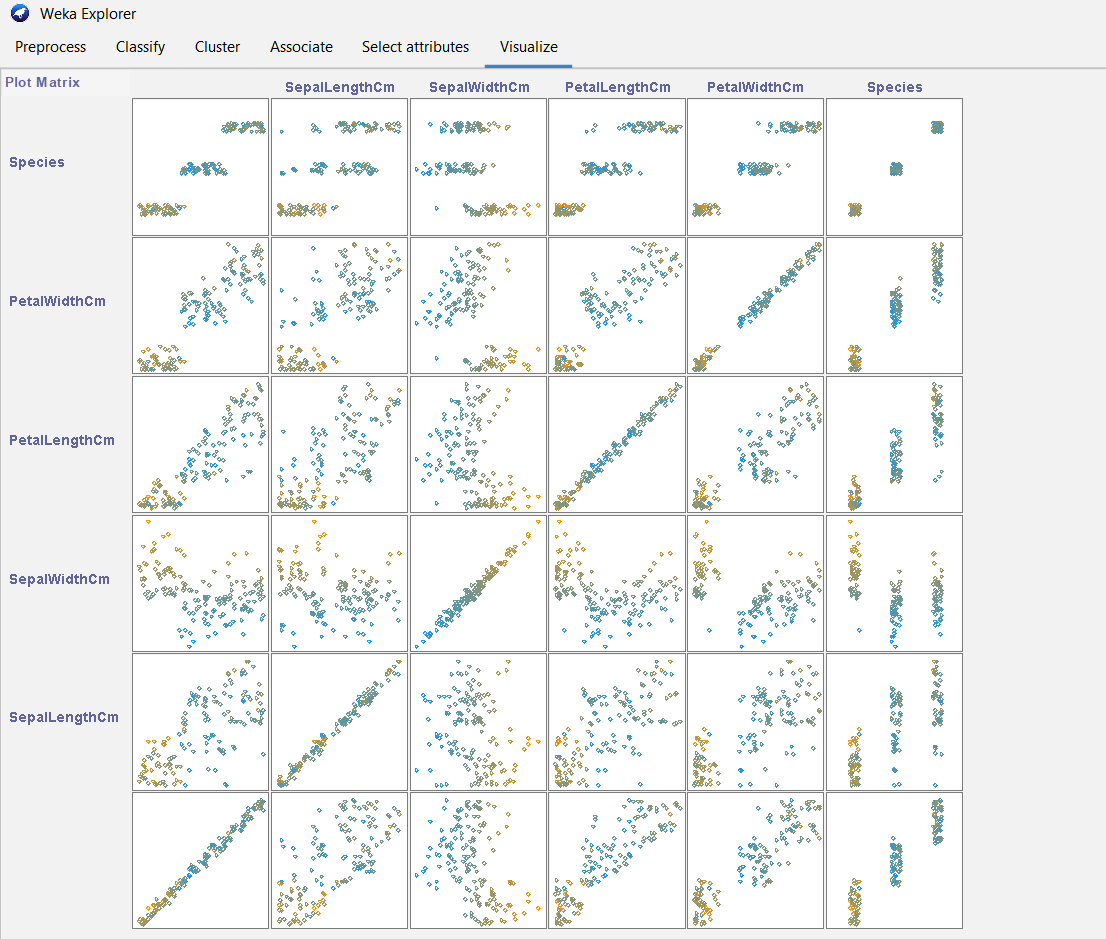 Weka Explorer
Preprocess Classify Cluster Associate Select attributes Visualize
Plot Matrix
SepalLengthCm SepalWidthCm PetalLengthCm PetalWidthCm Species
Species
PetalWidthCm
PetalLengthCm
SepalWidthCm
SepalLengthCm